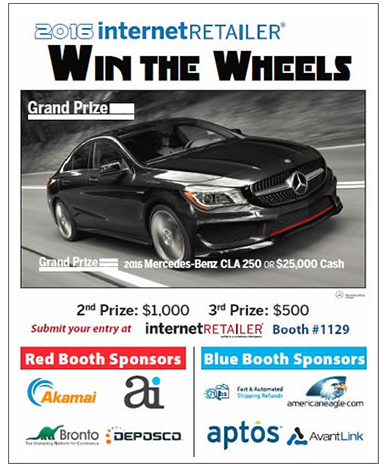 2016 internetRETAILER®
WIN THE WHEELS
Grand Prize
Grand Prize 2016 Mercedes-Benz CLA 250 OR $25,000 Cash
2nd Prize: $1,000 3rd Prize: $500
Submit your entry at internetRETAILER® Booth #1129
Red Booth Sponsors
Akamai
ai
Bronto
DEPOSCO
Blue Booth Sponsors
71lbs Fast & Automated
Shipping Refunds
americaneagle.com
aptos
AvantLink